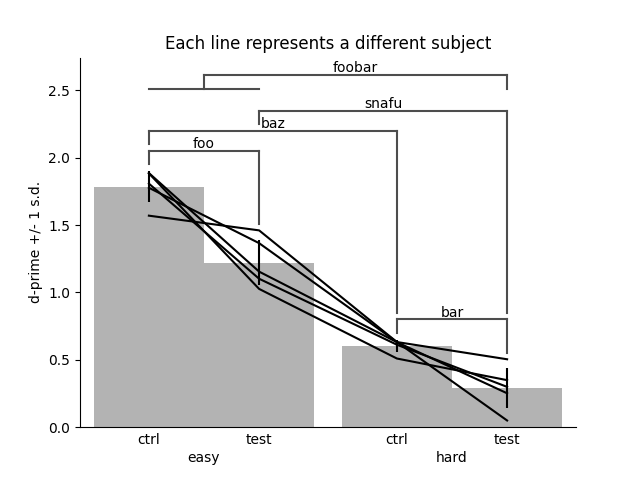 Each line represents a different subject
foobar
snafu
baz
foo
bar
d-prime +/- 1 s.d.
2.5
2.0
1.5
1.0
0.5
0.0
ctrl test ctrl test
easy hard